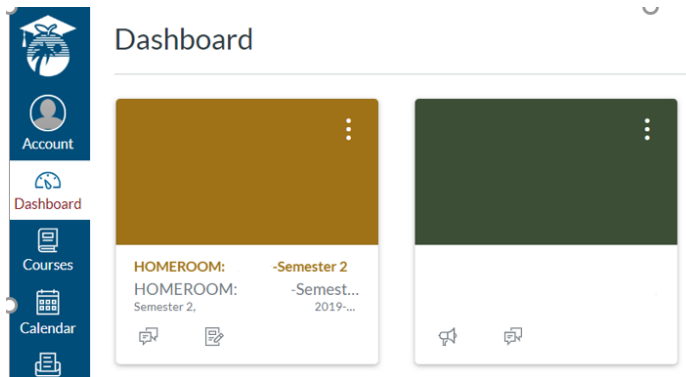 Dashboard
Account
Dashboard
Courses
Calendar
HOMEROOM: -Semester 2
HOMEROOM: -Semest...
Semester 2, 2019-...